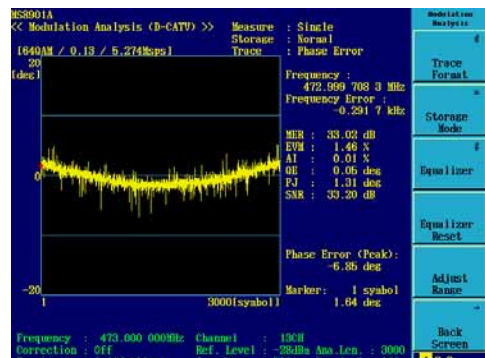 MS8901A
<< Modulation Analysis (D-CATV) >> Measure : Single
Storage : Normal
[64QAM / 0.13 / 5.274Msps] Trace : Phase Error
20
[deg]
Frequency :
472.999 708 3 MHz
Frequency Error :
-0.291 7 kHz
MER : 33.02 dB
EVM : 1.46 %
AI : 0.01 %
QE : 0.05 deg
PJ : 1.31 deg
SNR : 33.20 dB
0
Phase Error (Peak):
-6.85 deg
Marker: 1 symbol
1.64 deg
-20
1 3000[symbol]
Frequency : 473.000 000MHz Channel : 13CH
Correction : Off Ref. Level : -28dBm Ana.Len. : 3000
Modulation
Analysis
#
Trace
Format
Storage
Mode
#
Equalizer
Equalizer
Reset
Adjust
Range
→
Back
Screen